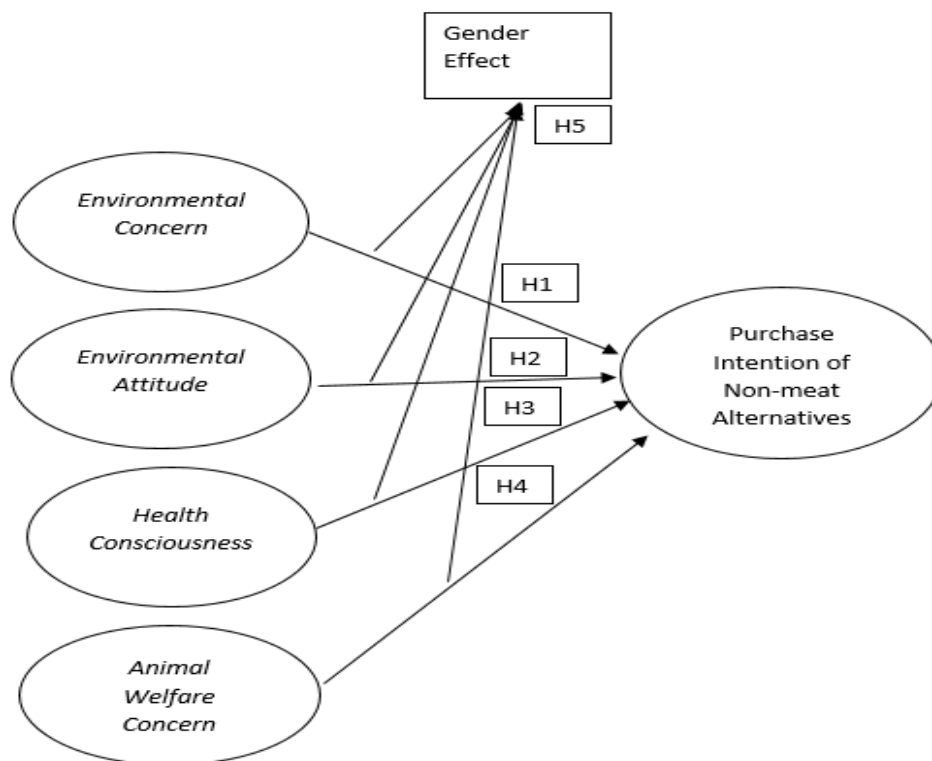 Gender
Effect
H5
Environmental
Concern
H1
Environmental
Attitude
H2
H3
Purchase
Intention of
Non-meat
Alternatives
Health
Consciousness
H4
Animal
Welfare
Concern